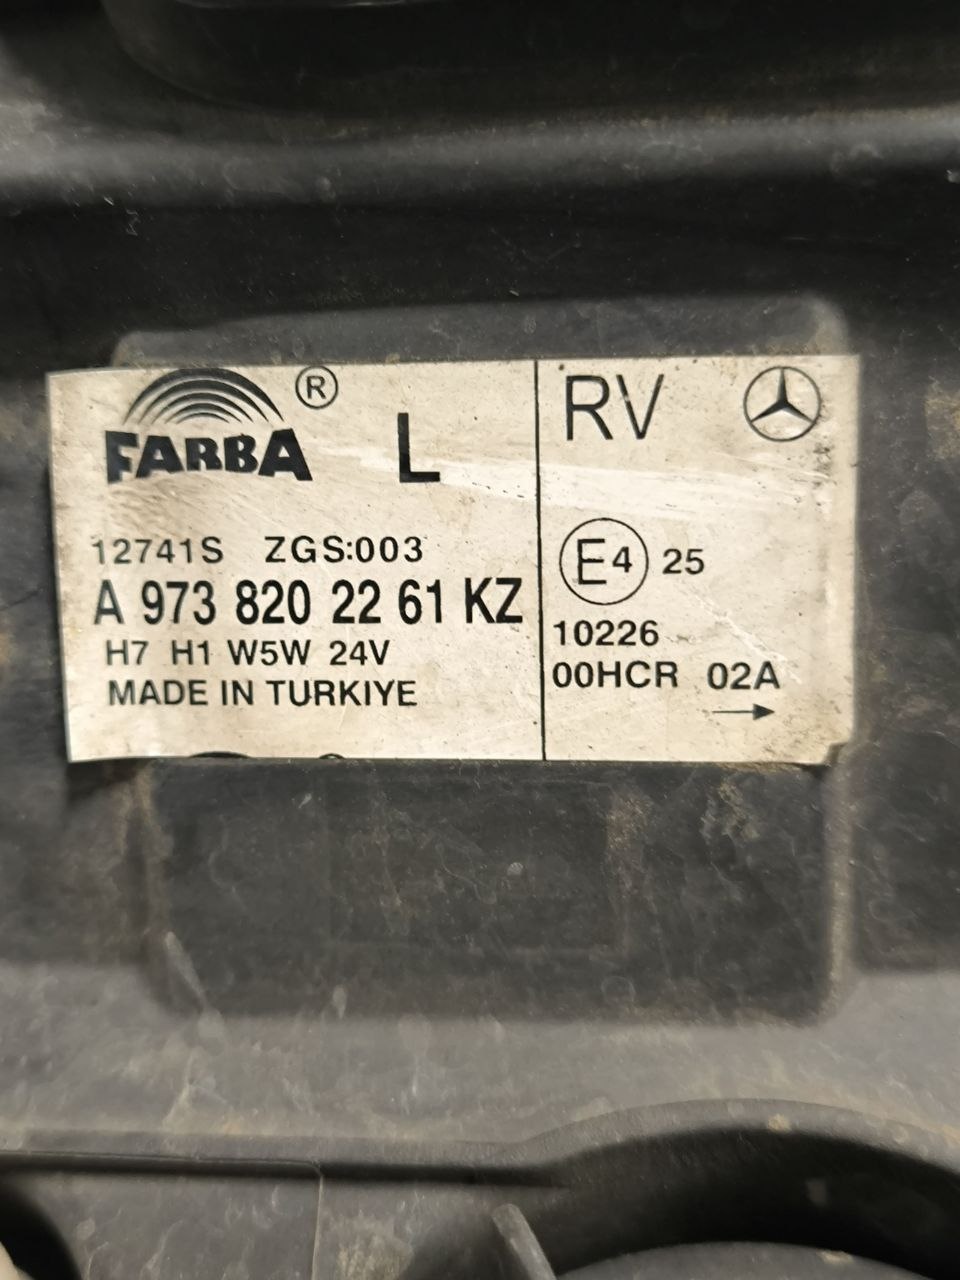 FARBA ® L
12741S ZGS:003
A 973 820 22 61 KZ
H7 H1 W5W 24V
MADE IN TURKIYE
RV
E4 25
10226
00HCR 02A
→